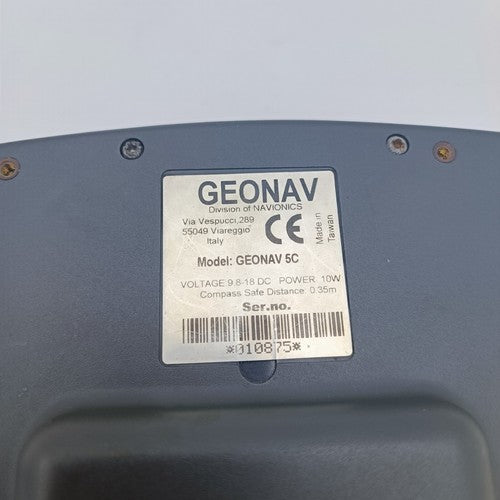 GEONAV
Division of NAVIONICS
Via Vespucci,289
55049 Viareggio
Italy
CE
Made in
Taiwan
Model: GEONAV 5C
VOLTAGE 9.8-18 DC POWER 10W
Compass Safe Distance: 0.35m
Ser.no.
*010875*